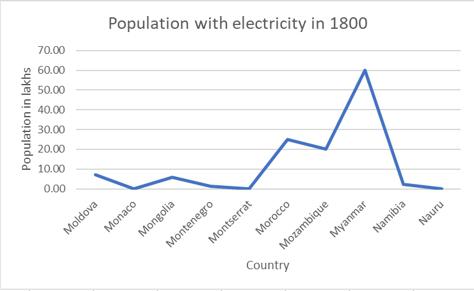 Population with electricity in 1800
70.00
60.00
50.00
40.00
30.00
20.00
10.00
0.00
Population in lakhs
Moldova
Monaco
Mongolia
Montenegro
Montserrat
Morocco
Mozambique
Myanmar
Namibia
Nauru
Country